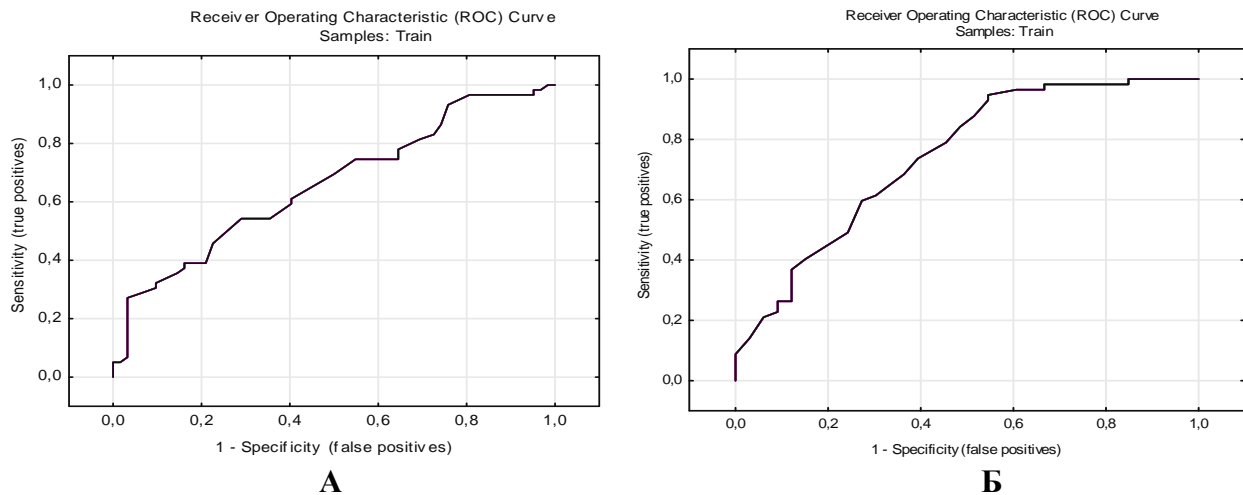 Receiver Operating Characteristic (ROC) Curve
Samples: Train
Sensitivity (true positives)
1,0
0,8
0,6
0,4
0,2
0,0
0,0 0,2 0,4 0,6 0,8 1,0
1 - Specificity (false positives)
А
Receiver Operating Characteristic (ROC) Curve
Samples: Train
Sensitivity (true positives)
1,0
0,8
0,6
0,4
0,2
0,0
0,0 0,2 0,4 0,6 0,8 1,0
1 - Specificity (false positives)
Б